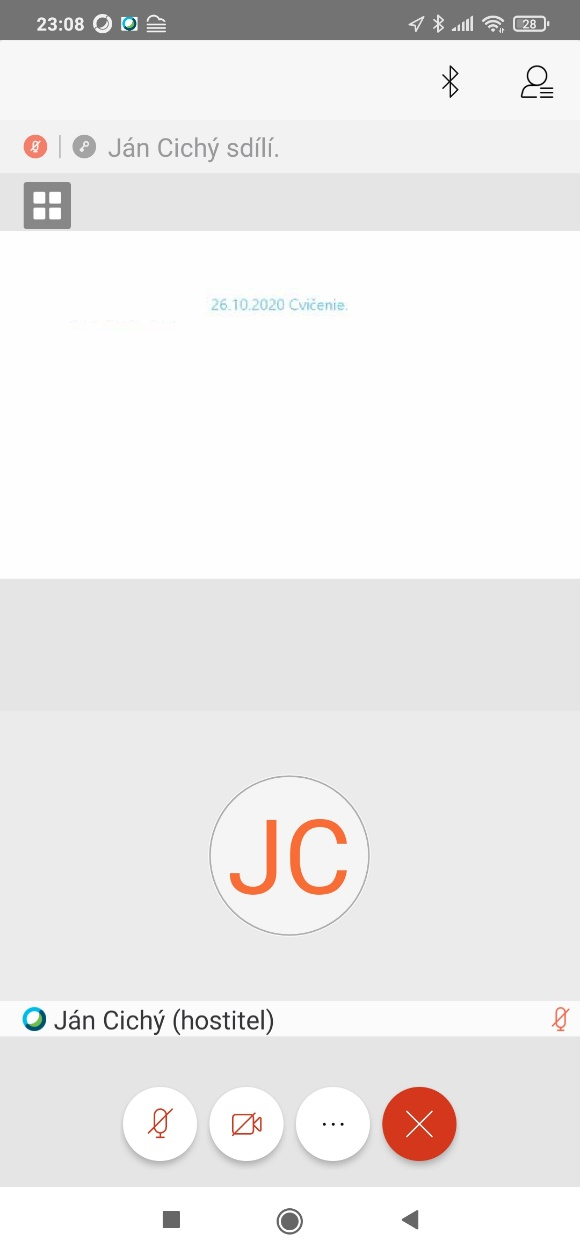 23:08
28
Ján Cichý sdílí.
26.10.2020 Cvičenie.
JC
Ján Cichý (hostitel)